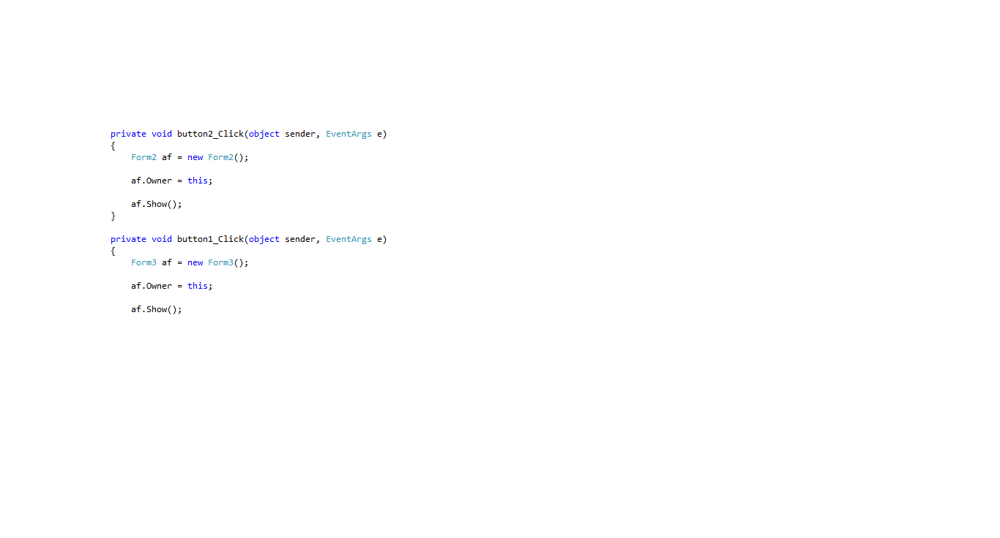 private void button2_Click(object sender, EventArgs e)
{
    Form2 af = new Form2();

    af.Owner = this;

    af.Show();
}

private void button1_Click(object sender, EventArgs e)
{
    Form3 af = new Form3();

    af.Owner = this;

    af.Show();